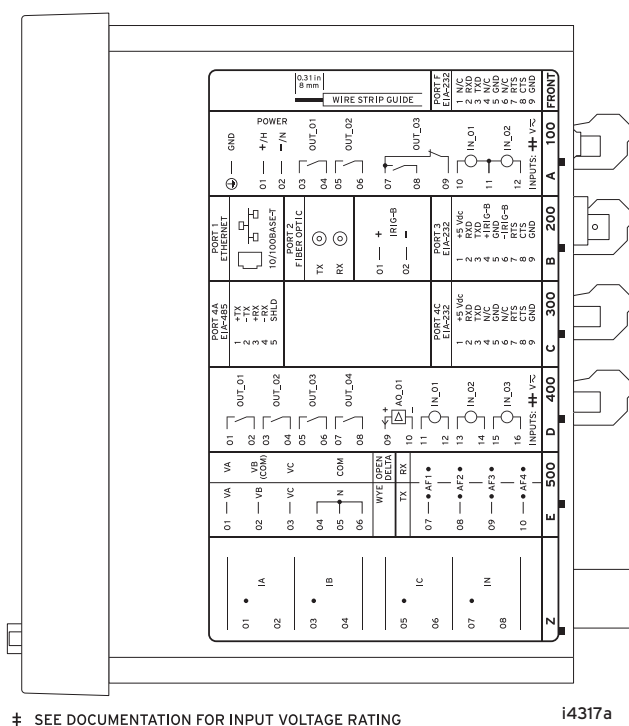 0.31 in
8 mm
WIRE STRIP GUIDE
PORT F
EIA-232
1 N/C
2 RXD
3 TXD
4 N/C
5 GND
6 N/C
7 RTS
8 CTS
9 GND
FRONT
GND
POWER
01 +/H
02 -/N
03
04
OUT_01
05
06
OUT_02
07
08
09
OUT_03
10
11
12
IN_01
IN_02
INPUTS: ⧧ V⎓
A
100
PORT 1
ETHERNET
10/100BASE-T
PORT 2
FIBER OPTIC
TX
RX
01 +
IRIG-B
02 -
PORT 3
EIA-232
1 +5 Vdc
2 RXD
3 TXD
4 +IRIG-B
5 GND
6 -IRIG-B
7 RTS
8 CTS
9 GND
B
200
PORT 4A
EIA-485
1 +TX
2 -TX
3 +RX
4 -RX
5 SHLD
PORT 4C
EIA-232
1 +5 Vdc
2 RXD
3 TXD
4 N/C
5 GND
6 N/C
7 RTS
8 CTS
9 GND
C
300
01
02
OUT_01
03
04
OUT_02
05
06
OUT_03
07
08
OUT_04
09 +
10 -
AO_01
11
12
IN_01
13
14
IN_02
15
16
IN_03
INPUTS: ⧧ V⎓
D
400
01 VA VA
02 VB VB
(COM)
03 VC VC
04
05 N COM
06
WYE
OPEN
DELTA
TX
RX
07 AF1
08 AF2
09 AF3
10 AF4
E
500
01
02
IA
03
04
IB
05
06
IC
07
08
IN
Z
⧧ SEE DOCUMENTATION FOR INPUT VOLTAGE RATING
i4317a